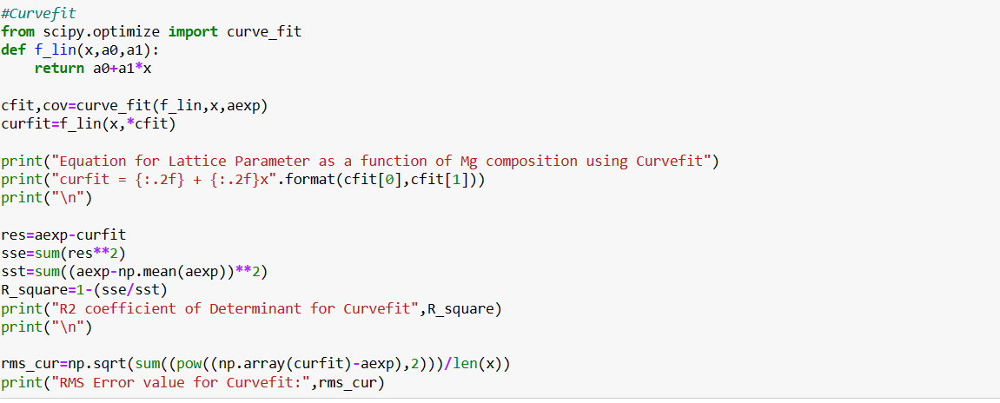 #Curvefit
from scipy.optimize import curve_fit
def f_lin(x,a0,a1):
    return a0+a1*x

cfit,cov=curve_fit(f_lin,x,aexp)
curfit=f_lin(x,*cfit)

print("Equation for Lattice Parameter as a function of Mg composition using Curvefit")
print("curfit = {:.2f} + {:.2f}x".format(cfit[0],cfit[1]))
print("\n")

res=aexp-curfit
sse=sum(res**2)
sst=sum((aexp-np.mean(aexp))**2)
R_square=1-(sse/sst)
print("R2 coefficient of Determinant for Curvefit",R_square)
print("\n")

rms_cur=np.sqrt(sum((pow((np.array(curfit)-aexp),2)))/len(x))
print("RMS Error value for Curvefit:",rms_cur)